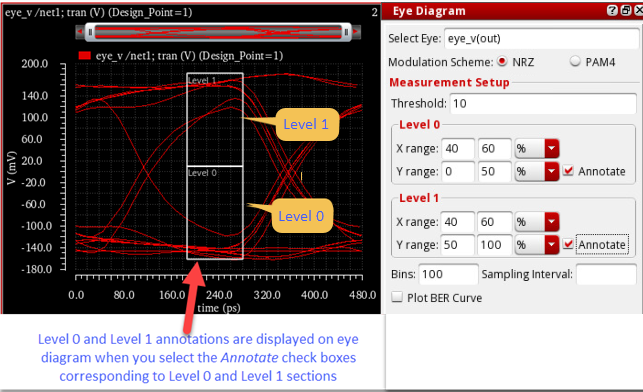 eye_v /net1; tran (V) (Design_Point=1)
2
eye_v /net1; tran (V) (Design_Point=1)
V (mV)
200.0
160.0
120.0
100.0
60.0
20.0
-20.0
-60.0
-100.0
-140.0
-180.0
Level 1
Level 0
Level 1
Level 0
0.0
80.0
160.0
240.0
320.0
400.0
480.0
time (ps)
Level 0 and Level 1 annotations are displayed on eye
diagram when you select the Annotate check boxes
corresponding to Level 0 and Level 1 sections
Eye Diagram
Select Eye: eye_v(out)
Modulation Scheme: NRZ PAM4
Measurement Setup
Threshold: 10
Level 0
X range: 40 60 %
Y range: 0 50 % Annotate
Level 1
X range: 40 60 %
Y range: 50 100 % Annotate
Bins: 100 Sampling Interval:
Plot BER Curve